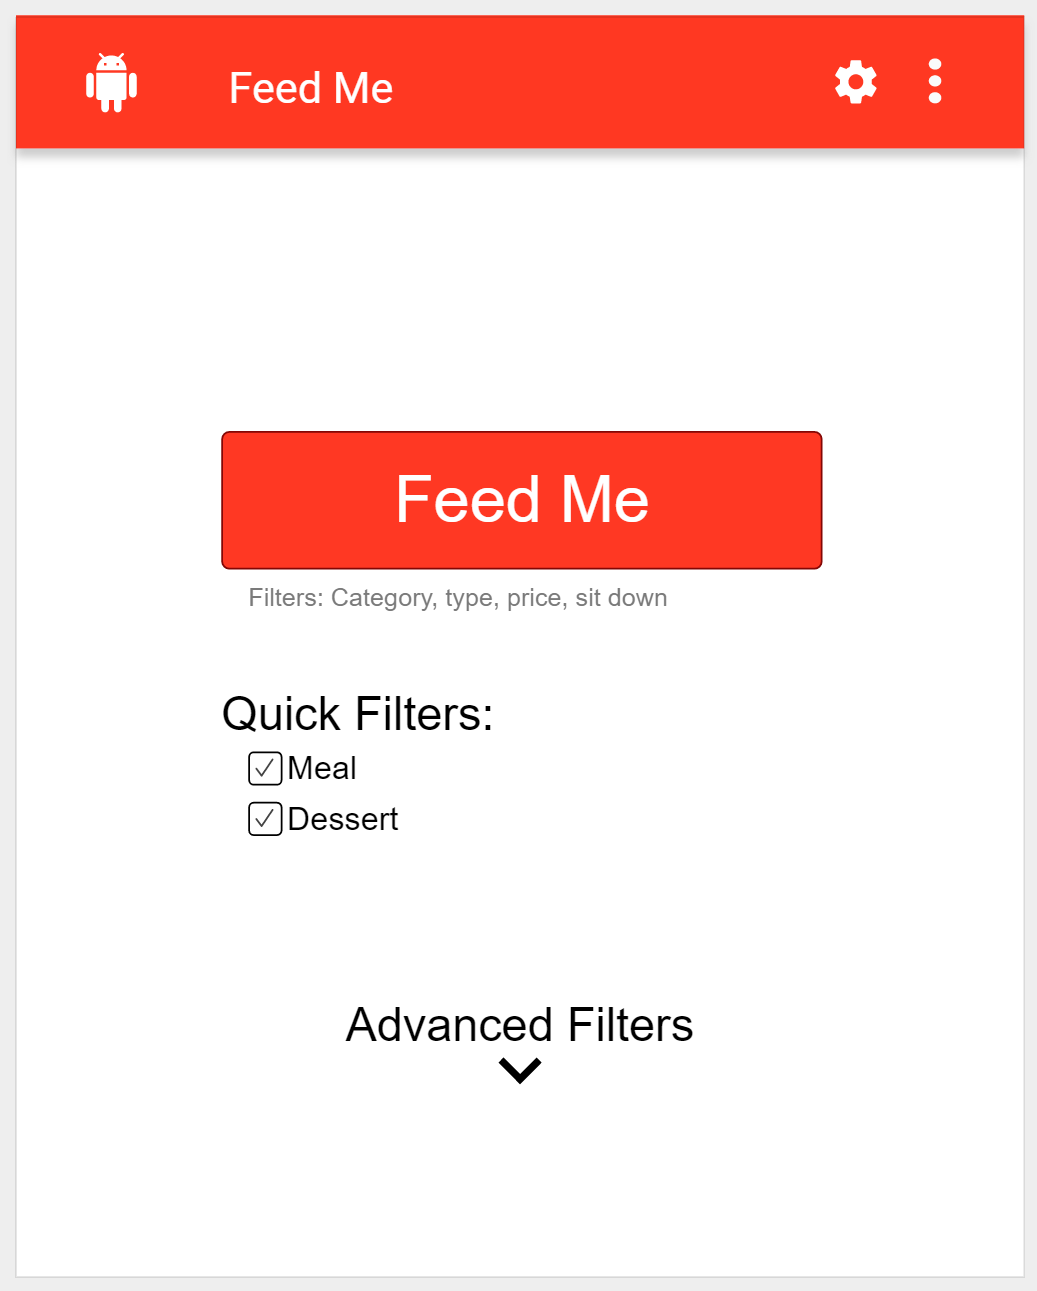 Feed Me
Feed Me
Filters: Category, type, price, sit down
Quick Filters:
Meal
Dessert
Advanced Filters